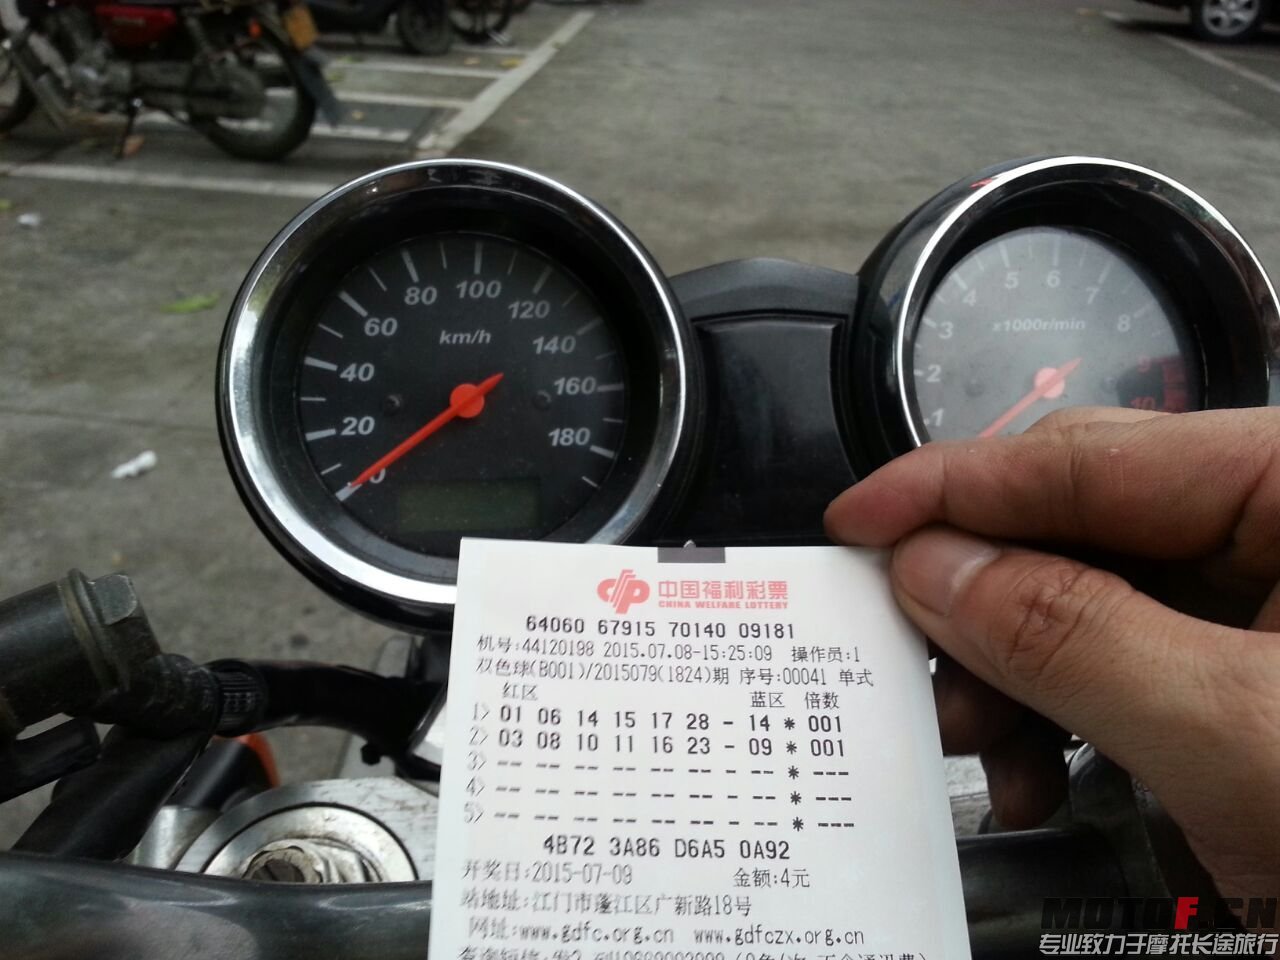 80 100 120
60 140
km/h
40 160
20 180
0
5 6
4 7
3 x1000r/min 8
2 9
1 10
中国福利彩票
CHINA WELFARE LOTTERY
64060 67915 70140 09181
机号:44120198 2015.07.08-15:25:09 操作员:1
双色球(B001)/2015079(1824)期 序号:00041 单式
红区 蓝区 倍数
1> 01 06 14 15 17 28 - 14 * 001
2> 03 08 10 11 16 23 - 09 * 001
3> -- -- -- -- -- -- - -- * ---
4> -- -- -- -- -- -- - -- * ---
5> -- -- -- -- -- -- - -- * ---
4B72 3A86 D6A5 0A92
开奖日:2015-07-09 金额:4元
站地址:江门市蓬江区广新路18号
网址:www.gdfc.org.cn www.gdfczx.org.cn
MOTOF.CN
专业致力于摩托长途旅行